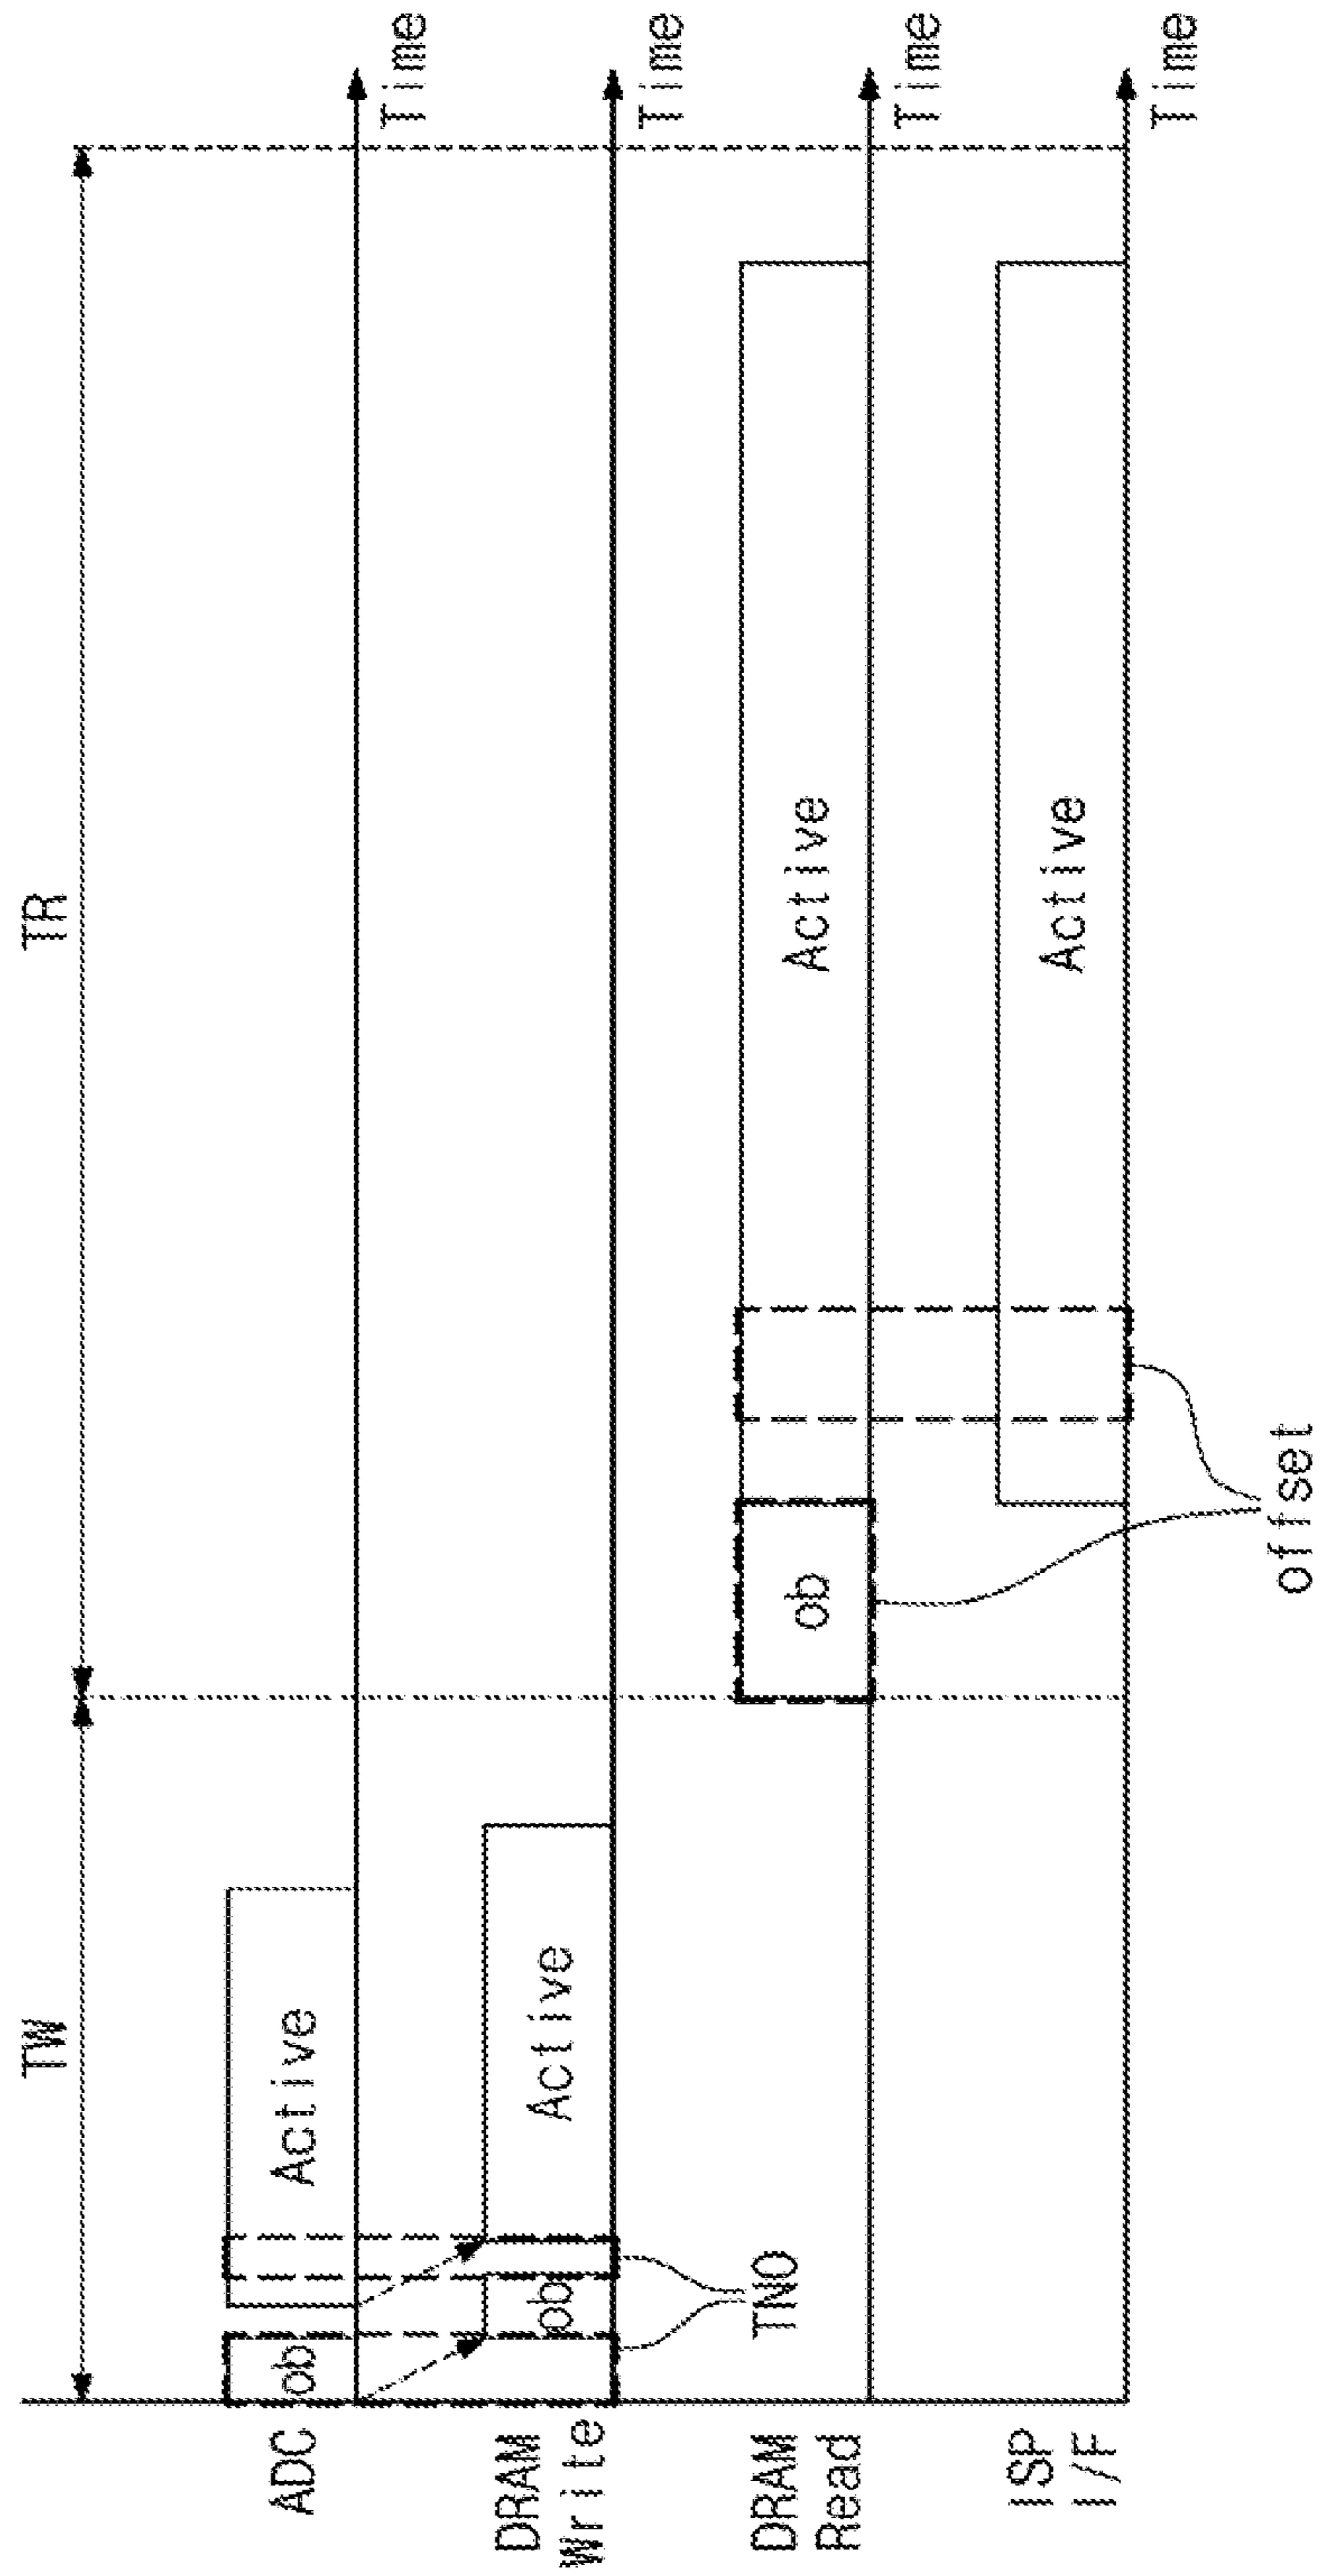 TW
TR
ADC
ob
Active
Time
DRAM
Write
ob
Active
Time
TNO
DRAM
Read
ob
Active
Time
ISP
I/F
Active
Time
offset